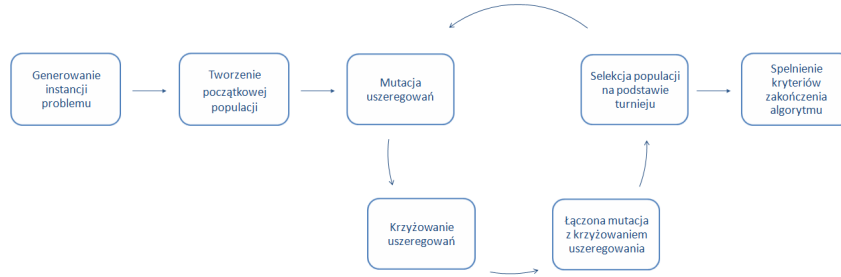 Generowanie
instancji
problemu
Tworzenie
początkowej
populacji
Mutacja
uszeregowań
Krzyżowanie
uszeregowań
Łączona mutacja
z krzyżowaniem
uszeregowania
Selekcja populacji
na podstawie
turnieju
Spelnienie
kryteriów
zakończenia
algorytmu